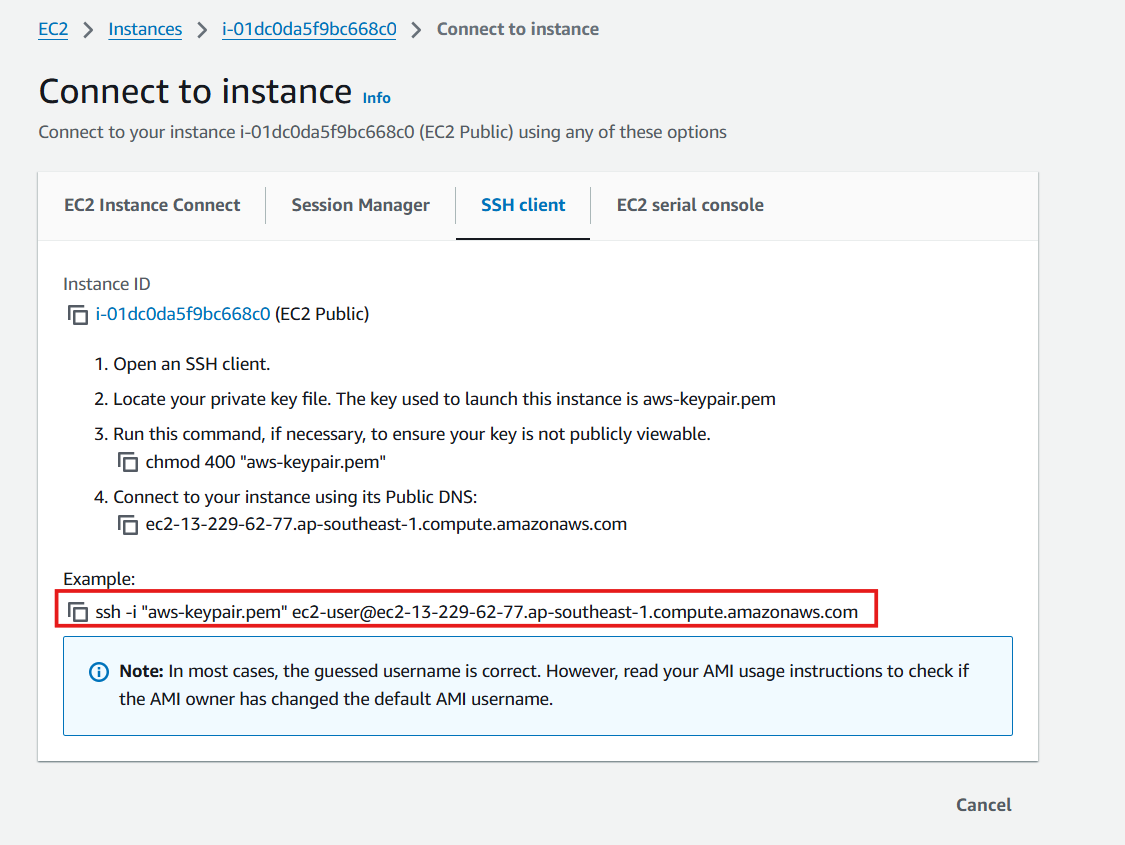 EC2 > Instances > i-01dc0da5f9bc668c0 > Connect to instance
Connect to instance Info
Connect to your instance i-01dc0da5f9bc668c0 (EC2 Public) using any of these options
EC2 Instance Connect Session Manager SSH client EC2 serial console
Instance ID
i-01dc0da5f9bc668c0 (EC2 Public)
1. Open an SSH client.
2. Locate your private key file. The key used to launch this instance is aws-keypair.pem
3. Run this command, if necessary, to ensure your key is not publicly viewable.
chmod 400 "aws-keypair.pem"
4. Connect to your instance using its Public DNS:
ec2-13-229-62-77.ap-southeast-1.compute.amazonaws.com
Example:
ssh -i "aws-keypair.pem" ec2-user@ec2-13-229-62-77.ap-southeast-1.compute.amazonaws.com
Note: In most cases, the guessed username is correct. However, read your AMI usage instructions to check if
the AMI owner has changed the default AMI username.
Cancel